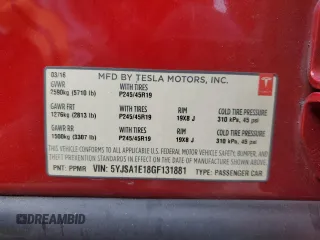 03/16
MFD BY TESLA MOTORS, INC.
GVWR
2590kg (5710 lb)
WITH TIRES
P245/45R19
TESLA
GAWR FRT
1276kg (2813 lb)
WITH TIRES
P245/45R19
RIM
19X8 J
COLD TIRE PRESSURE
310 kPa, 45 psi
GAWR RR
1500kg (3307 lb)
WITH TIRES
P245/45R19
RIM
19X8 J
COLD TIRE PRESSURE
310 kPa, 45 psi
THIS VEHICLE CONFORMS TO ALL APPLICABLE U.S. FEDERAL MOTOR
VEHICLE SAFETY, BUMPER, AND THEFT PREVENTION STANDARDS
IN EFFECT ON THE DATE OF MANUFACTURE SHOWN ABOVE.
PNT: PPMR VIN: 5YJSA1E18GF131881 TYPE: PASSENGER CAR
DREAMBID